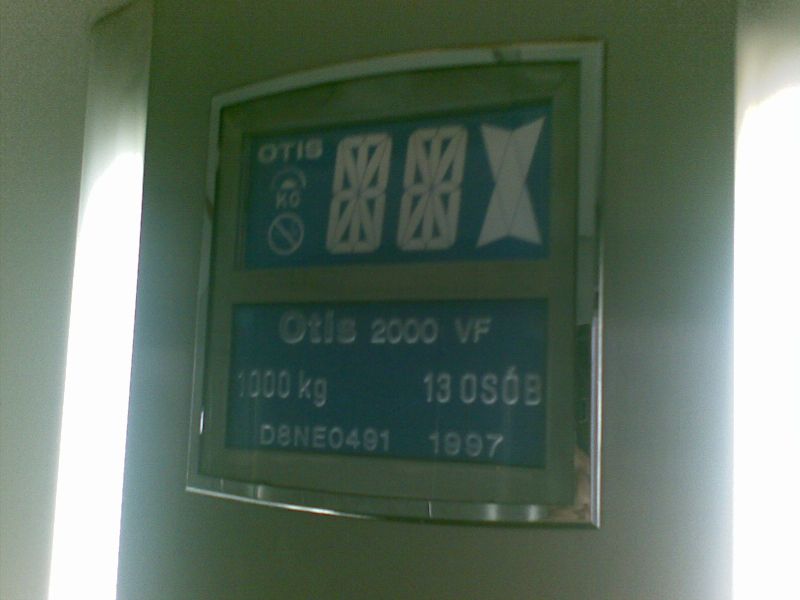 OTIS
KG
Otis 2000 VF
1000 kg 13 OSÓB
D8NE0491 1997